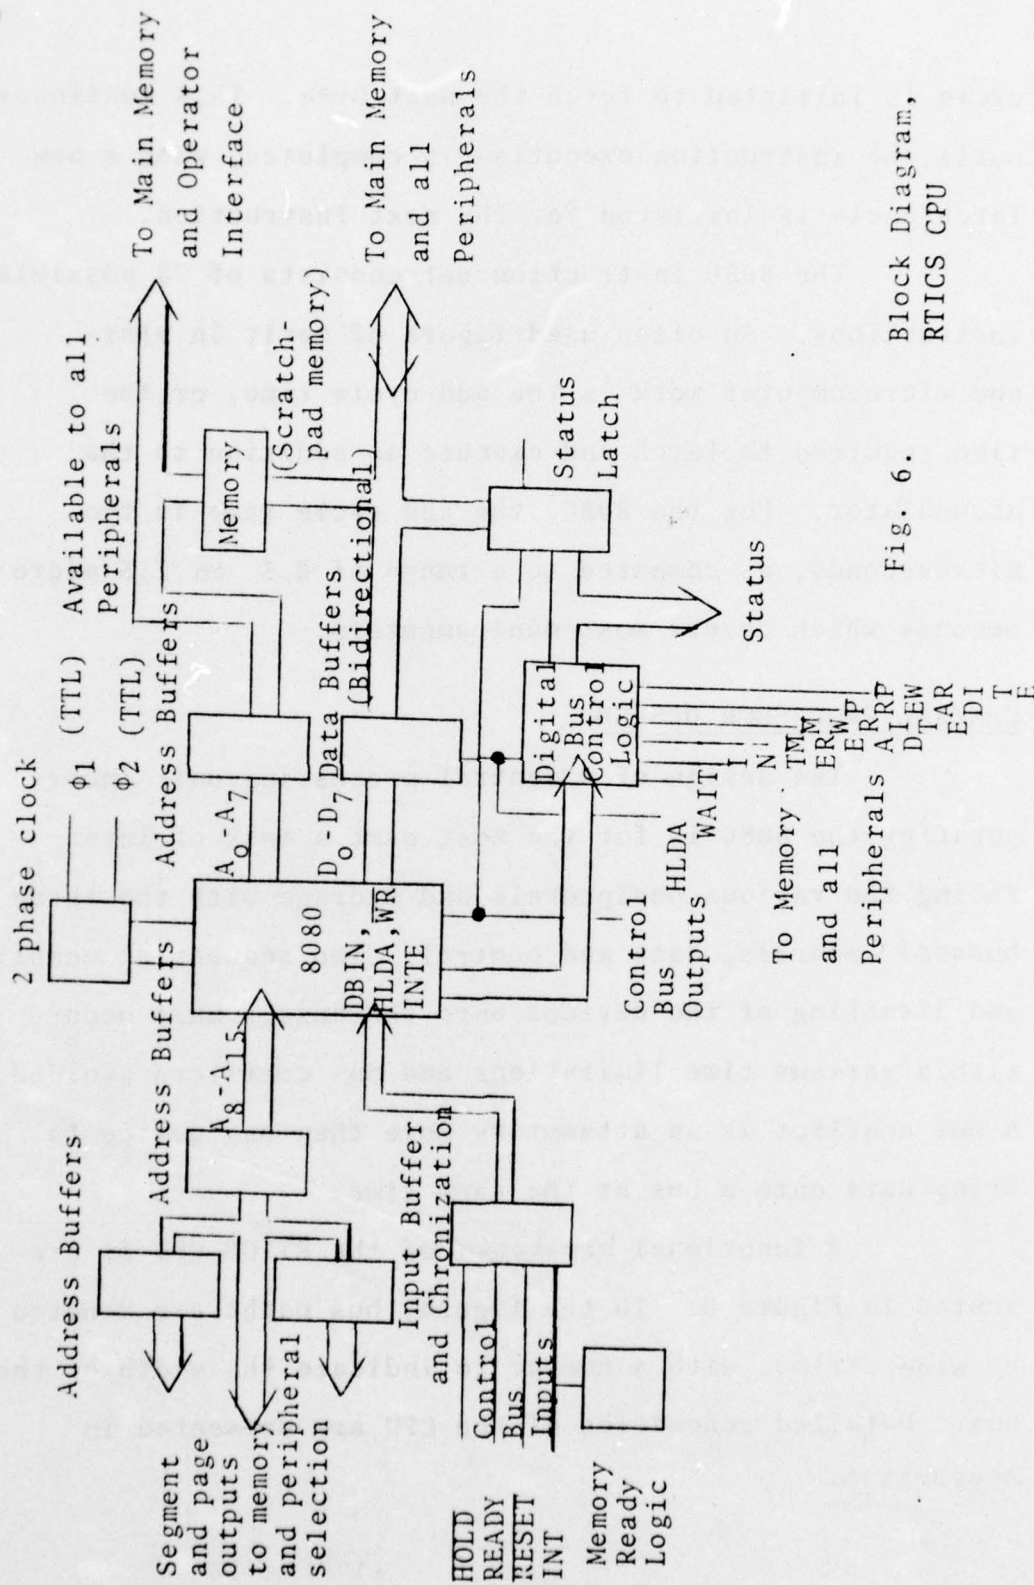 Segment
and page
outputs
to memory
and peripheral
selection
Address Buffers
Address Buffers
A8-A15
2 phase clock
ϕ1 (TTL)
ϕ2 (TTL)
Address Buffers
A0-A7
Available to all
Peripherals
To Main Memory
and Operator
Inerface
Memory
(Scratch-
pad memory)
8080
DBIN,
HLDA, WR
INTE
D0-D7
Data Buffers
(Bidirectional)
To Main Memory
and all
Peripherals
Input Buffer
and Chronization
HOLD
READY
RESET
INT
Control
Bus
Inputs
Memory
Ready
Logic
Digital
Bus
Control
Logic
Status
Latch
Status
Control
Bus HLDA
Outputs WAIT
To Memory
and all
Peripherals
Fig. 6. Block Diagram,
RTICS CPU